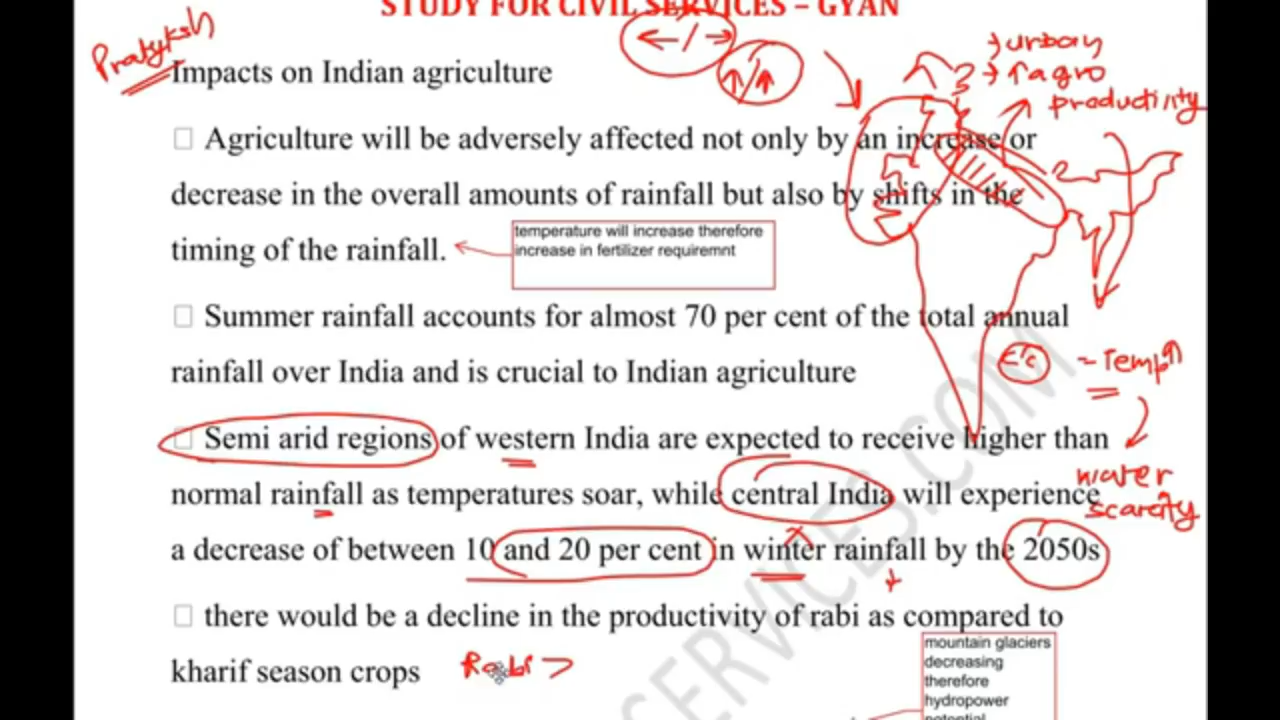 STUDY FOR CIVIL SERVICES – GYAN
Pratyksh
Impacts on Indian agriculture
→ urban
→ ↑ agro
productivity
Agriculture will be adversely affected not only by an increase or
decrease in the overall amounts of rainfall but also by shifts in the
timing of the rainfall.
temperature will increase therefore
increase in fertilizer requiremnt
Summer rainfall accounts for almost 70 per cent of the total annual
rainfall over India and is crucial to Indian agriculture
- Temp↑
water
scarcity
Semi arid regions of western India are expected to receive higher than
normal rainfall as temperatures soar, while central India will experience
a decrease of between 10 and 20 per cent in winter rainfall by the 2050s
there would be a decline in the productivity of rabi as compared to
kharif season crops
Rabi >
mountain glaciers
decreasing
therefore
hydropower
potential
SERVICES.COM